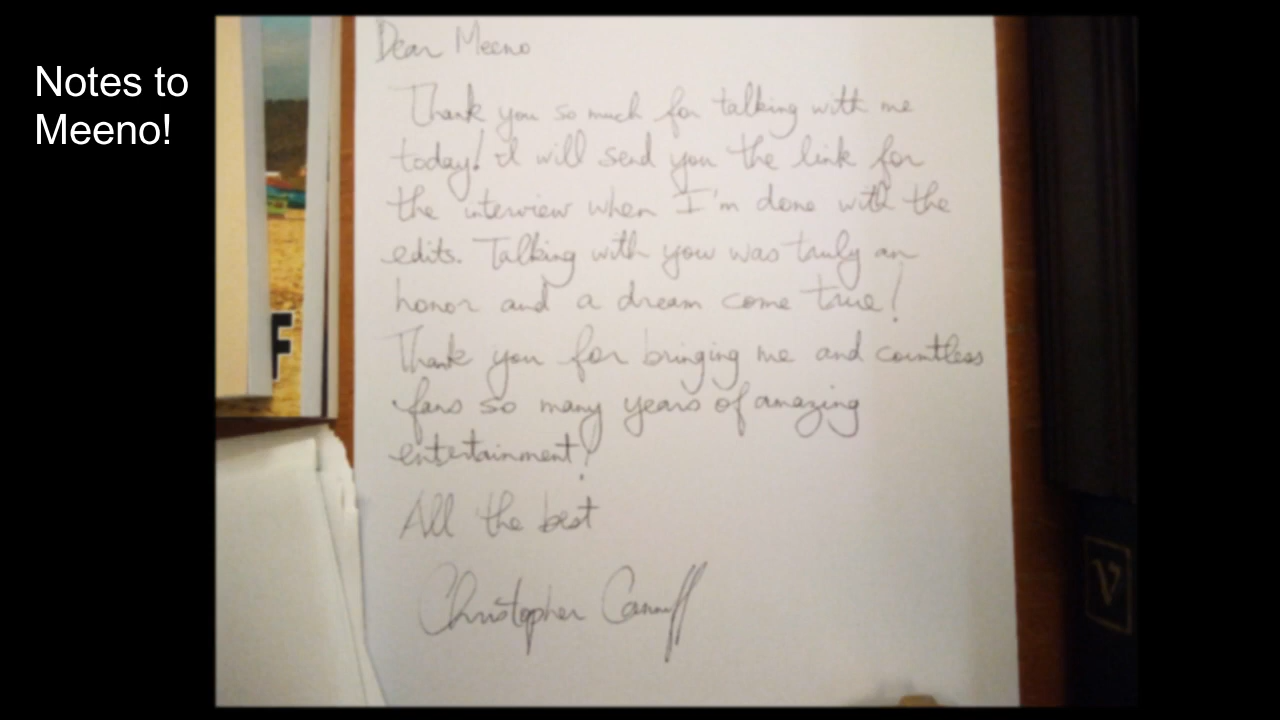 Notes to
Meeno!
Dear Meeno
Thank you so much for talking with me
today! I will send you the link for
the interview when I'm done with the
edits. Talking with you was truly an
honor and a dream come true!
Thank you for bringing me and countless
fans so many years of amazing
entertainment!
All the best
Christopher
F
V